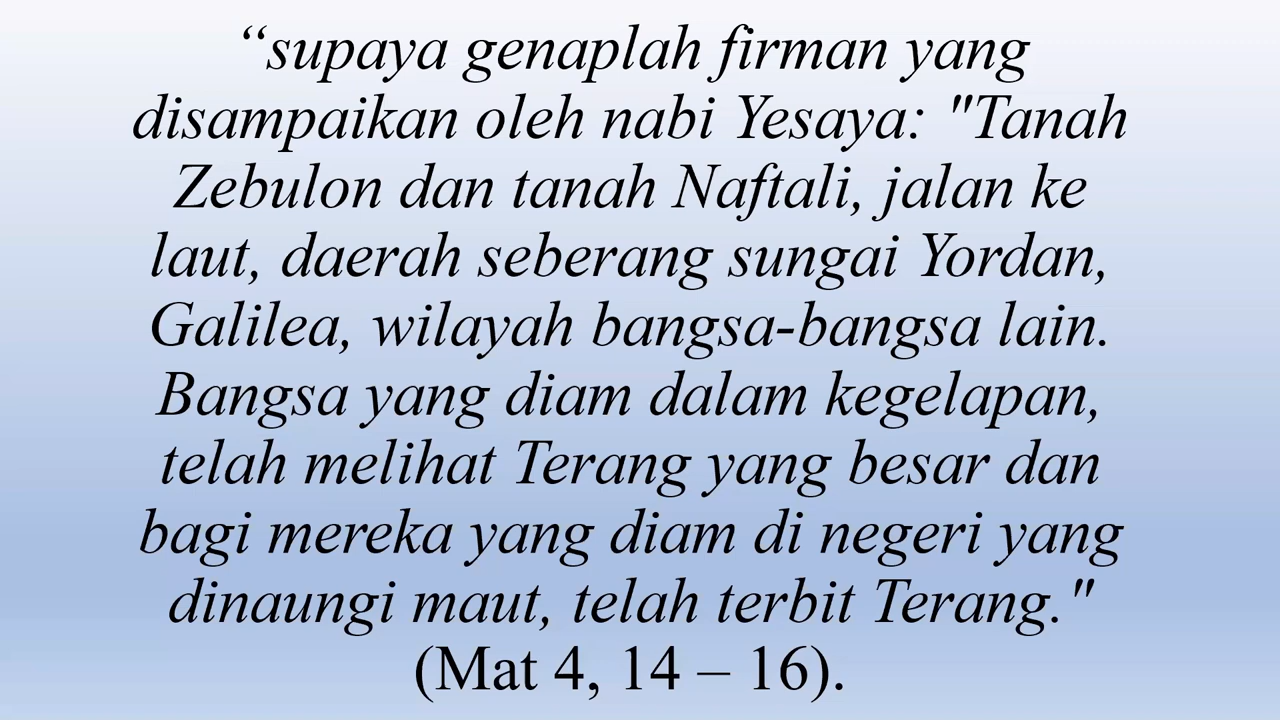 “supaya genaplah firman yang
disampaikan oleh nabi Yesaya: "Tanah
Zebulon dan tanah Naftali, jalan ke
laut, daerah seberang sungai Yordan,
Galilea, wilayah bangsa-bangsa lain.
Bangsa yang diam dalam kegelapan,
telah melihat Terang yang besar dan
bagi mereka yang diam di negeri yang
dinaungi maut, telah terbit Terang."
(Mat 4, 14 – 16).